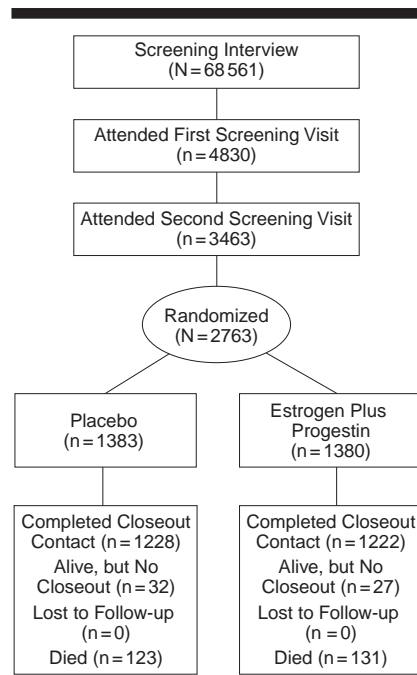 Screening Interview
(N=68 561)
Attended First Screening Visit
(n=4830)
Attended Second Screening Visit
(n=3463)
Randomized
(N=2763)
Placebo
(n=1383)
Estrogen Plus
Progestin
(n=1380)
Completed Closeout
Contact (n=1228)
Alive, but No
Closeout (n=32)
Lost to Follow-up
(n=0)
Died (n=123)
Completed Closeout
Contact (n=1222)
Alive, but No
Closeout (n=27)
Lost to Follow-up
(n=0)
Died (n=131)